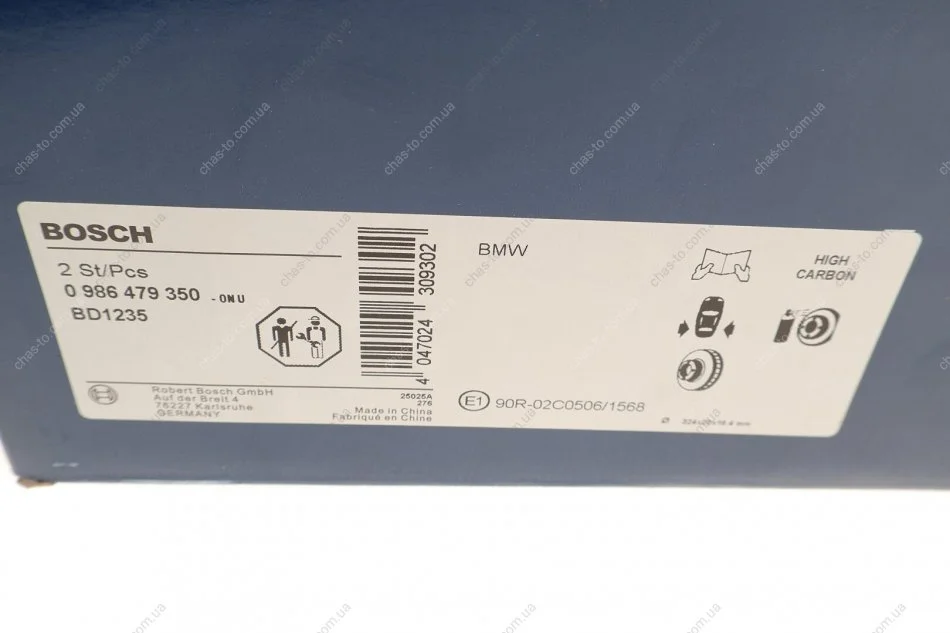 BOSCH
2 St/Pcs
0 986 479 350 -0NU
BD1235
Robert Bosch GmbH
Auf der Breit 4
76227 Karlsruhe
GERMANY
25025A
276
Made in China
Fabriqué en Chine
4 047024 309302
BMW
E1 90R-02C0506/1568
HIGH
CARBON
chas-to.com.ua